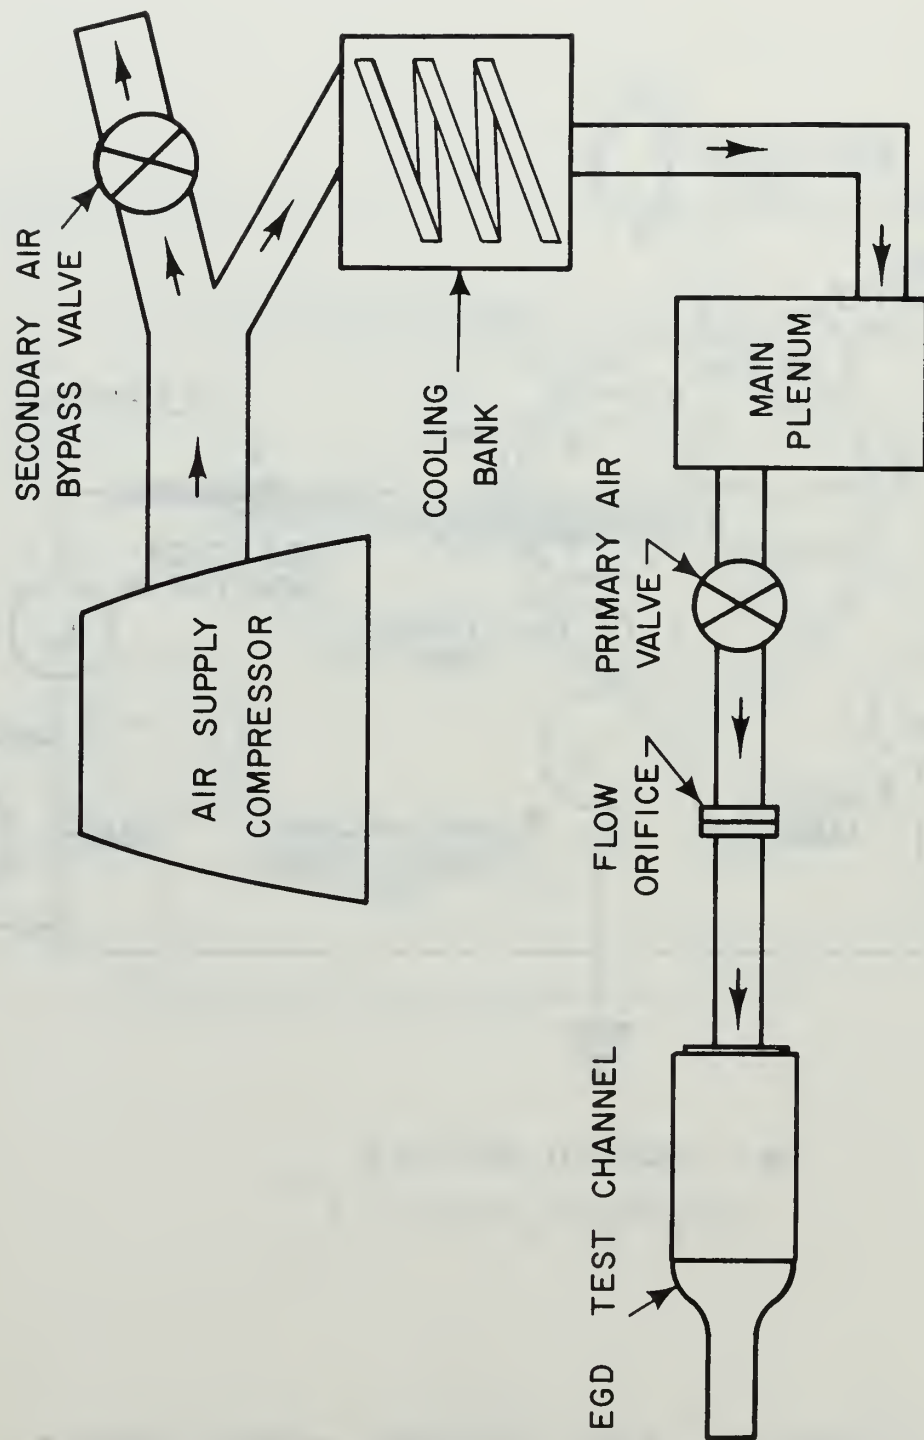 SECONDARY AIR
BYPASS VALVE
AIR SUPPLY
COMPRESSOR
COOLING
BANK
MAIN
PLENUM
PRIMARY AIR
VALVE
FLOW
ORIFICE
EGD TEST CHANNEL